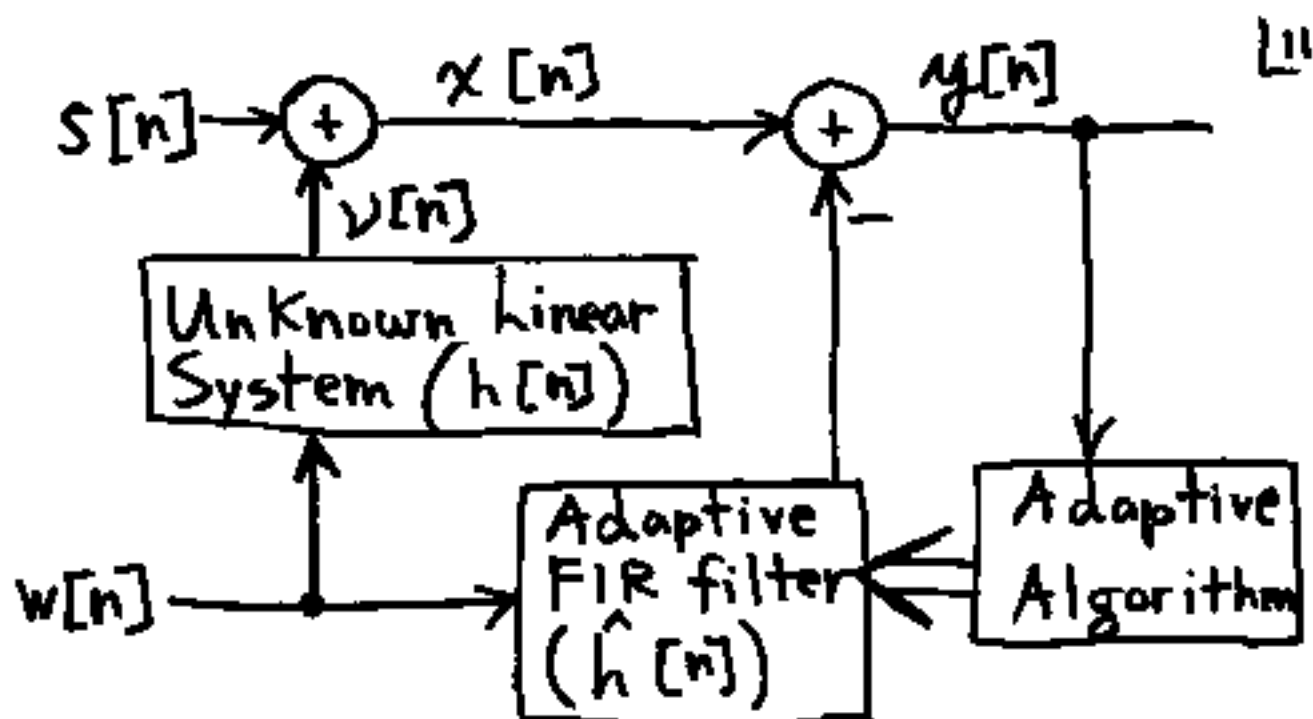 x[n]
y[n]
S[n]
+
+
ν[n]
−
UnKnown Linear
System (h[n])
w[n]
Adaptive
FIR filter
(ĥ[n])
Adaptive
Algorithm